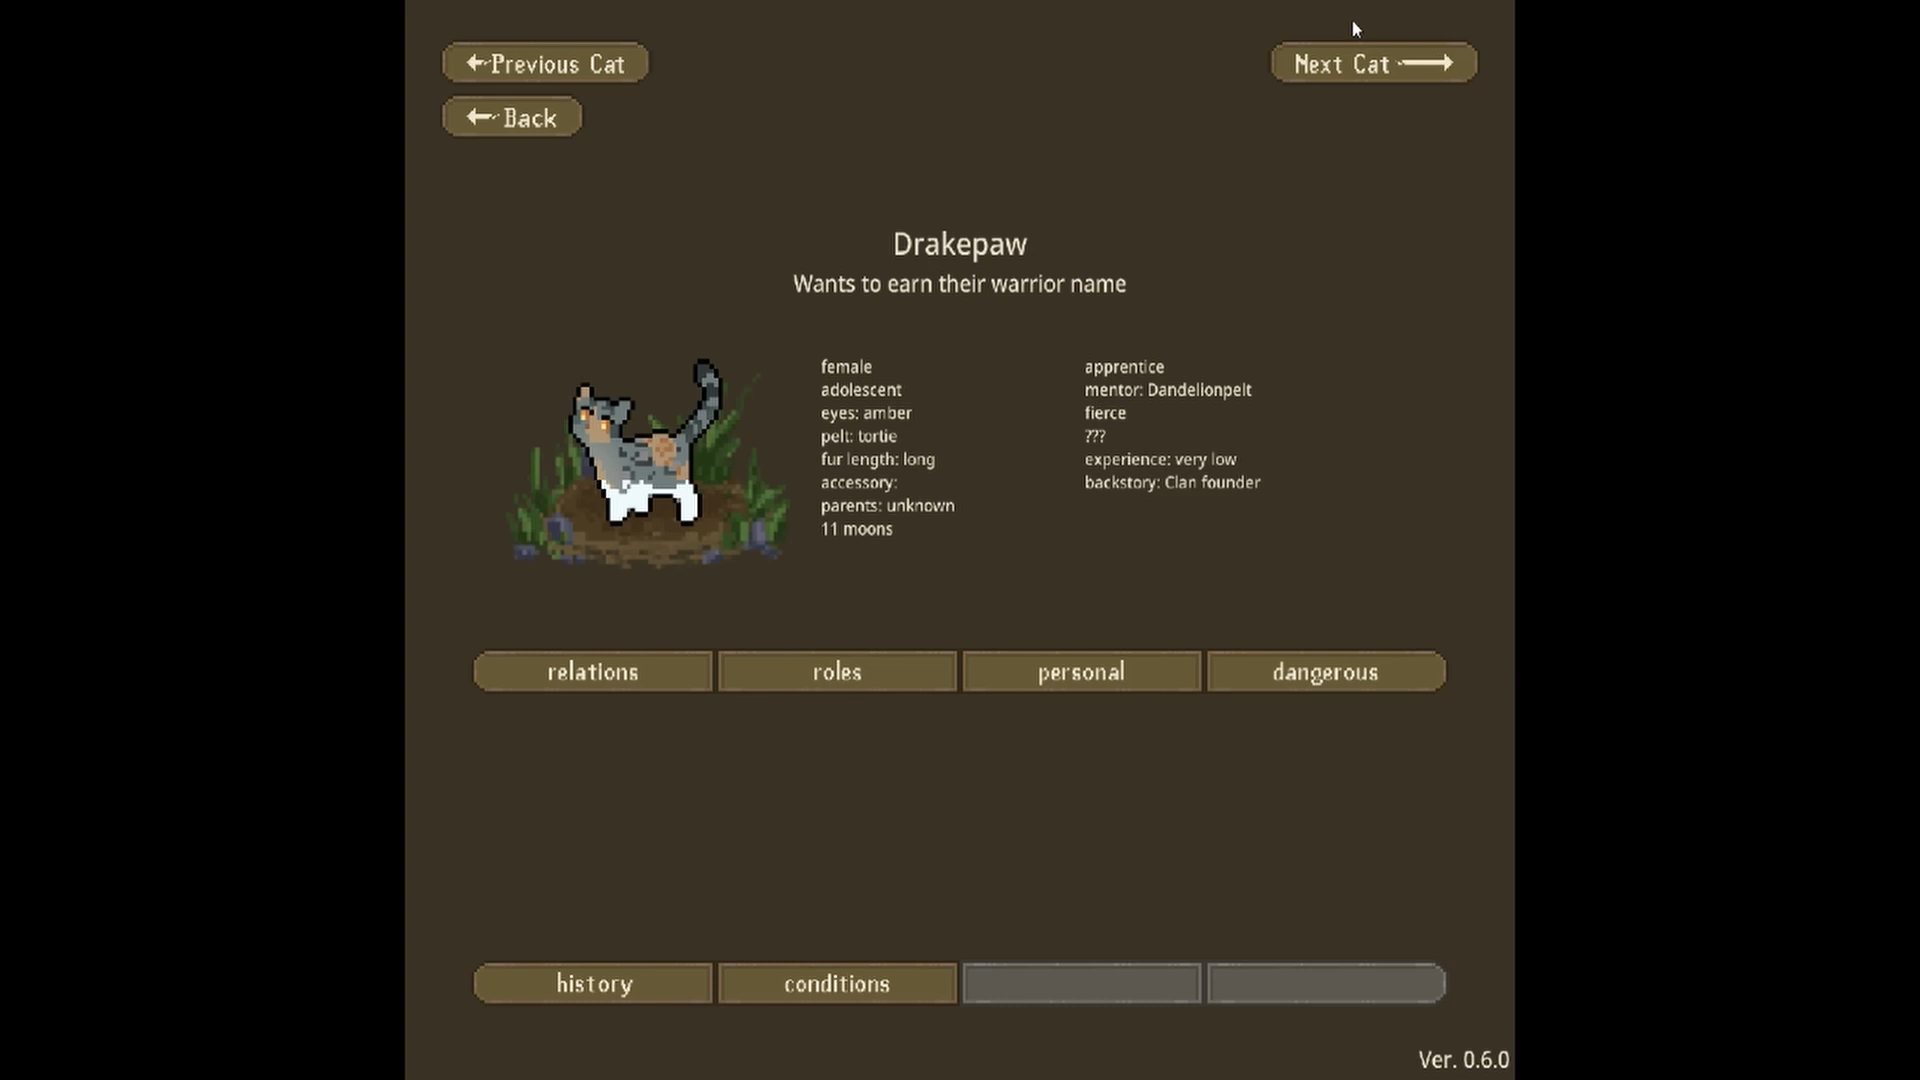 Previous Cat
Next Cat
Back
Drakepaw
Wants to earn their warrior name
female
adolescent
eyes: amber
pelt: tortie
fur length: long
accessory:
parents: unknown
11 moons
apprentice
mentor: Dandelionpelt
fierce
???
experience: very low
backstory: Clan founder
relations
roles
personal
dangerous
history
conditions
Ver. 0.6.0